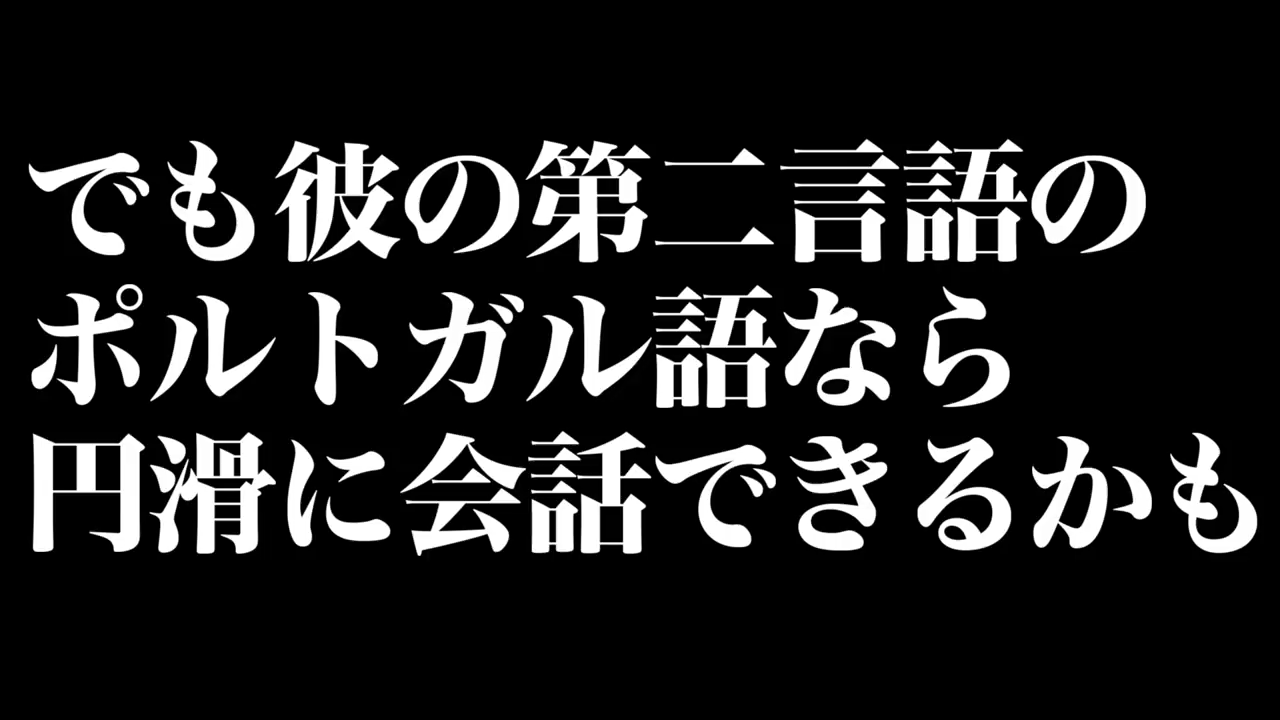 でも彼の第二言語の
ポルトガル語なら
円滑に会話できるかも